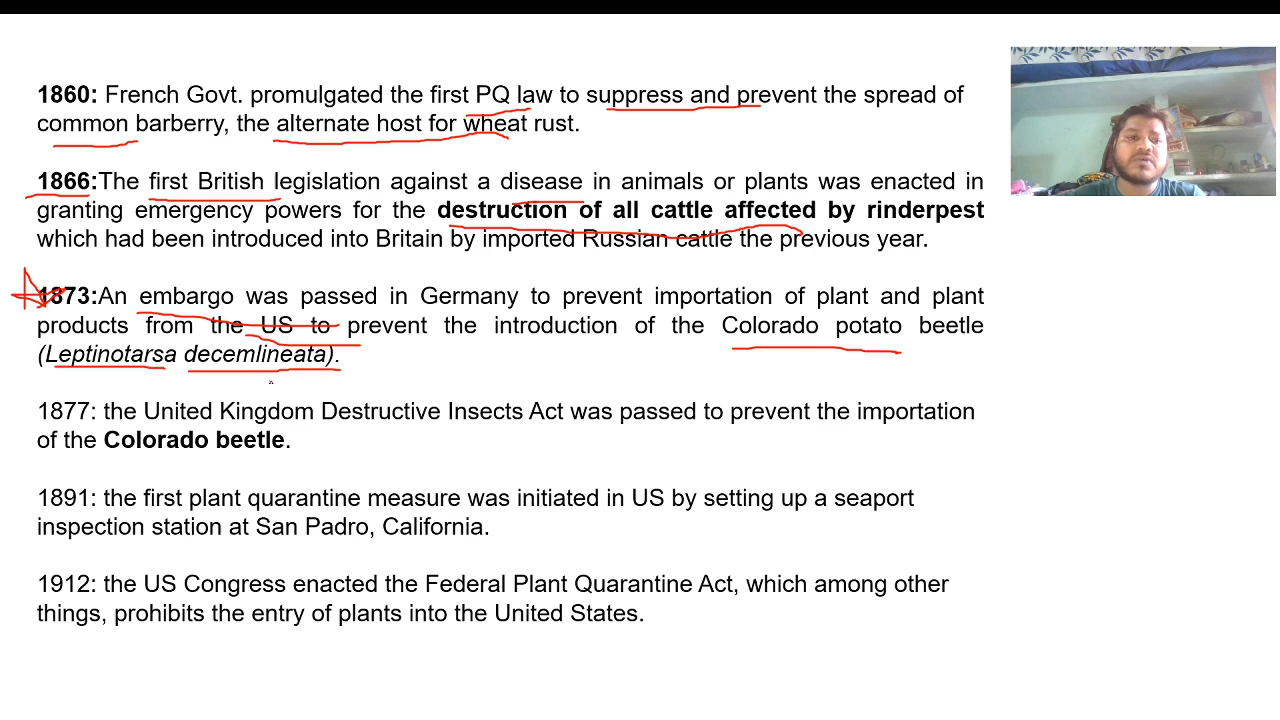 1860: French Govt. promulgated the first PQ law to suppress and prevent the spread of
common barberry, the alternate host for wheat rust.
1866:The first British legislation against a disease in animals or plants was enacted in
granting emergency powers for the destruction of all cattle affected by rinderpest
which had been introduced into Britain by imported Russian cattle the previous year.
1873:An embargo was passed in Germany to prevent importation of plant and plant
products from the US to prevent the introduction of the Colorado potato beetle
(Leptinotarsa decemlineata).
1877: the United Kingdom Destructive Insects Act was passed to prevent the importation
of the Colorado beetle.
1891: the first plant quarantine measure was initiated in US by setting up a seaport
inspection station at San Padro, California.
1912: the US Congress enacted the Federal Plant Quarantine Act, which among other
things, prohibits the entry of plants into the United States.